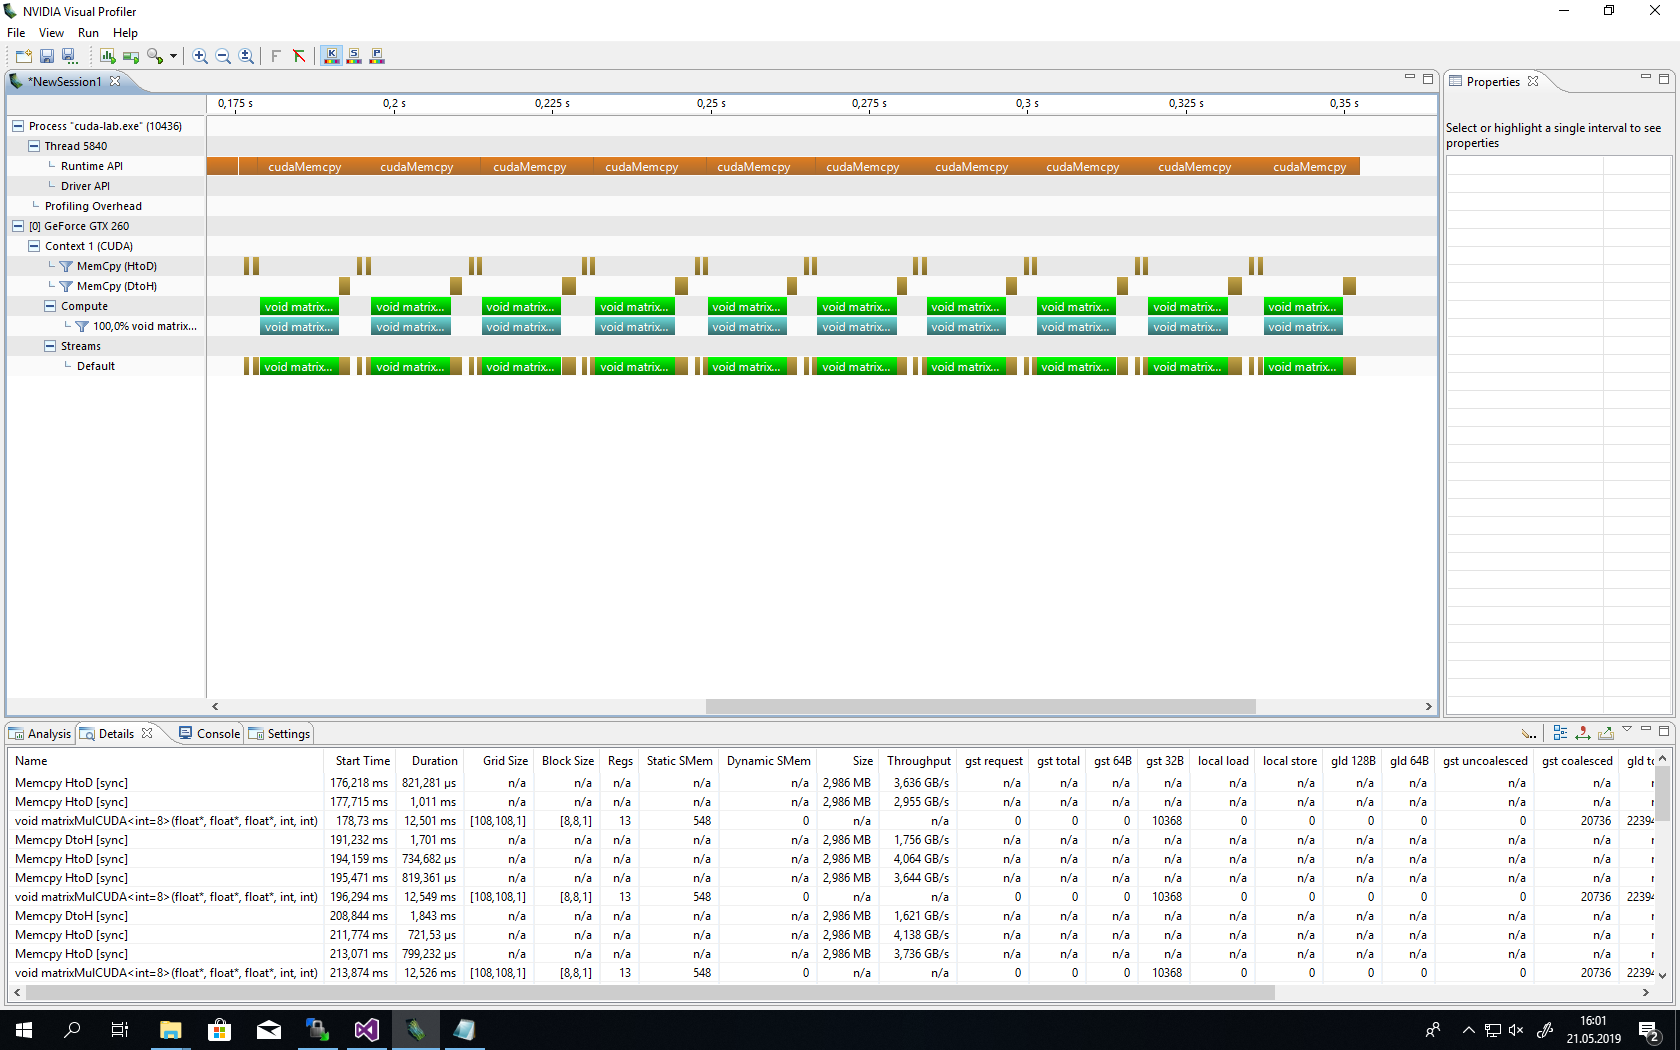 NVIDIA Visual Profiler
File View Run Help
*NewSession1
Properties
0,175 s 0,2 s 0,225 s 0,25 s 0,275 s 0,3 s 0,325 s 0,35 s
Select or highlight a single interval to see
properties
Process "cuda-lab.exe" (10436)
Thread 5840
Runtime API cudaMemcpy cudaMemcpy cudaMemcpy cudaMemcpy cudaMemcpy cudaMemcpy cudaMemcpy cudaMemcpy cudaMemcpy cudaMemcpy
Driver API
Profiling Overhead
[0] GeForce GTX 260
Context 1 (CUDA)
MemCpy (HtoD)
MemCpy (DtoH)
Compute void matrix... void matrix... void matrix... void matrix... void matrix... void matrix... void matrix... void matrix... void matrix... void matrix...
100,0% void matrix... void matrix... void matrix... void matrix... void matrix... void matrix... void matrix... void matrix... void matrix... void matrix... void matrix...
Streams
Default void matrix... void matrix... void matrix... void matrix... void matrix... void matrix... void matrix... void matrix... void matrix... void matrix...
Analysis Details Console Settings
Name Start Time Duration Grid Size Block Size Regs Static SMem Dynamic SMem Size Throughput gst request gst total gst 64B gst 32B local load local store gld 128B gld 64B gst uncoalesced gst coalesced gld to
Memcpy HtoD [sync] 176,218 ms 821,281 µs n/a n/a n/a n/a n/a 2,986 MB 3,636 GB/s n/a n/a n/a n/a n/a n/a n/a n/a n/a n/a n/
Memcpy HtoD [sync] 177,715 ms 1,011 ms n/a n/a n/a n/a n/a 2,986 MB 2,955 GB/s n/a n/a n/a n/a n/a n/a n/a n/a n/a n/a n/
void matrixMulCUDA<int=8>(float*, float*, float*, int, int) 178,73 ms 12,501 ms [108,108,1] [8,8,1] 13 548 0 n/a n/a 0 0 0 10368 0 0 0 0 0 20736 22394
Memcpy DtoH [sync] 191,232 ms 1,701 ms n/a n/a n/a n/a n/a 2,986 MB 1,756 GB/s n/a n/a n/a n/a n/a n/a n/a n/a n/a n/a n/
Memcpy HtoD [sync] 194,159 ms 734,682 µs n/a n/a n/a n/a n/a 2,986 MB 4,064 GB/s n/a n/a n/a n/a n/a n/a n/a n/a n/a n/a n/
Memcpy HtoD [sync] 195,471 ms 819,361 µs n/a n/a n/a n/a n/a 2,986 MB 3,644 GB/s n/a n/a n/a n/a n/a n/a n/a n/a n/a n/a n/
void matrixMulCUDA<int=8>(float*, float*, float*, int, int) 196,294 ms 12,549 ms [108,108,1] [8,8,1] 13 548 0 n/a n/a 0 0 0 10368 0 0 0 0 0 20736 22394
Memcpy DtoH [sync] 208,844 ms 1,843 ms n/a n/a n/a n/a n/a 2,986 MB 1,621 GB/s n/a n/a n/a n/a n/a n/a n/a n/a n/a n/a n/
Memcpy HtoD [sync] 211,774 ms 721,53 µs n/a n/a n/a n/a n/a 2,986 MB 4,138 GB/s n/a n/a n/a n/a n/a n/a n/a n/a n/a n/a n/
Memcpy HtoD [sync] 213,071 ms 799,232 µs n/a n/a n/a n/a n/a 2,986 MB 3,736 GB/s n/a n/a n/a n/a n/a n/a n/a n/a n/a n/a n/
void matrixMulCUDA<int=8>(float*, float*, float*, int, int) 213,874 ms 12,526 ms [108,108,1] [8,8,1] 13 548 0 n/a n/a 0 0 0 10368 0 0 0 0 0 20736 22394
16:01
21.05.2019
2